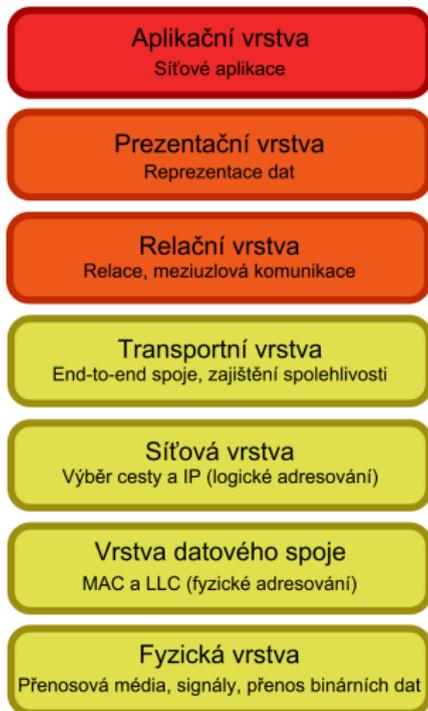 Aplikační vrstva
Síťové aplikace
Prezentační vrstva
Reprezentace dat
Relační vrstva
Relace, meziuzlová komunikace
Transportní vrstva
End-to-end spoje, zajištění spolehlivosti
Síťová vrstva
Výběr cesty a IP (logické adresování)
Vrstva datového spoje
MAC a LLC (fyzické adresování)
Fyzická vrstva
Přenosová média, signály, přenos binárních dat